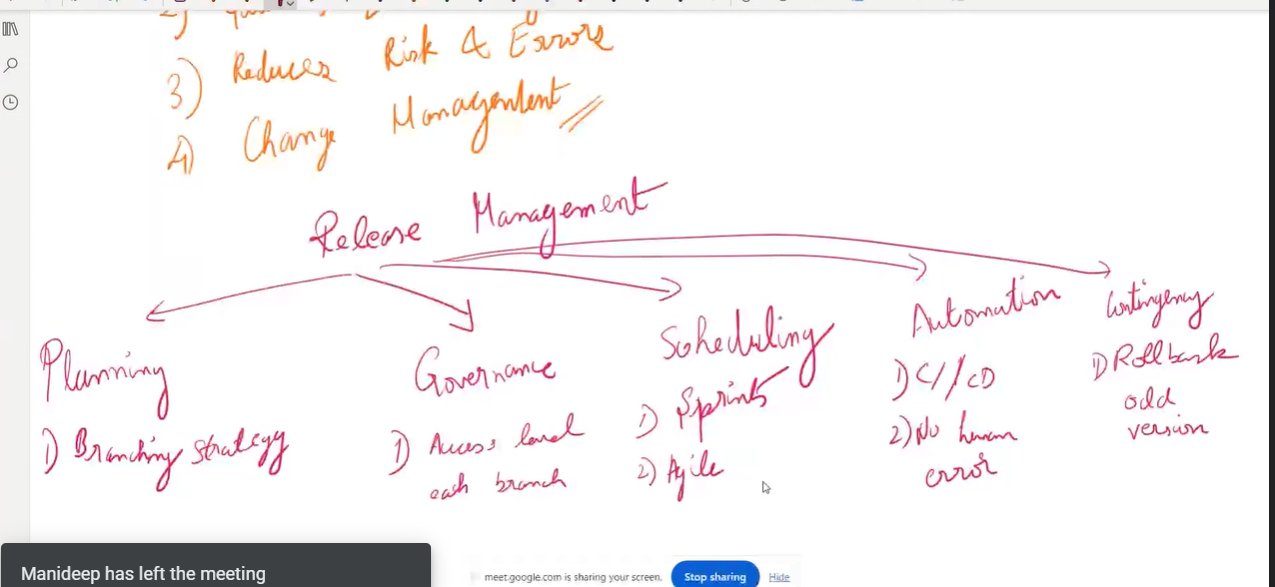 2)
3) Reduces Risk & Errors
4) Change Management
Release Management
Planning
1) Branching strategy
Governance
1) Access level
each branch
Scheduling
1) Sprints
2) Agile
Automation
1) CI/CD
2) No human
error
Contingency
1) Rollback
old
version
Manideep has left the meeting
meet.google.com is sharing your screen. Stop sharing Hide